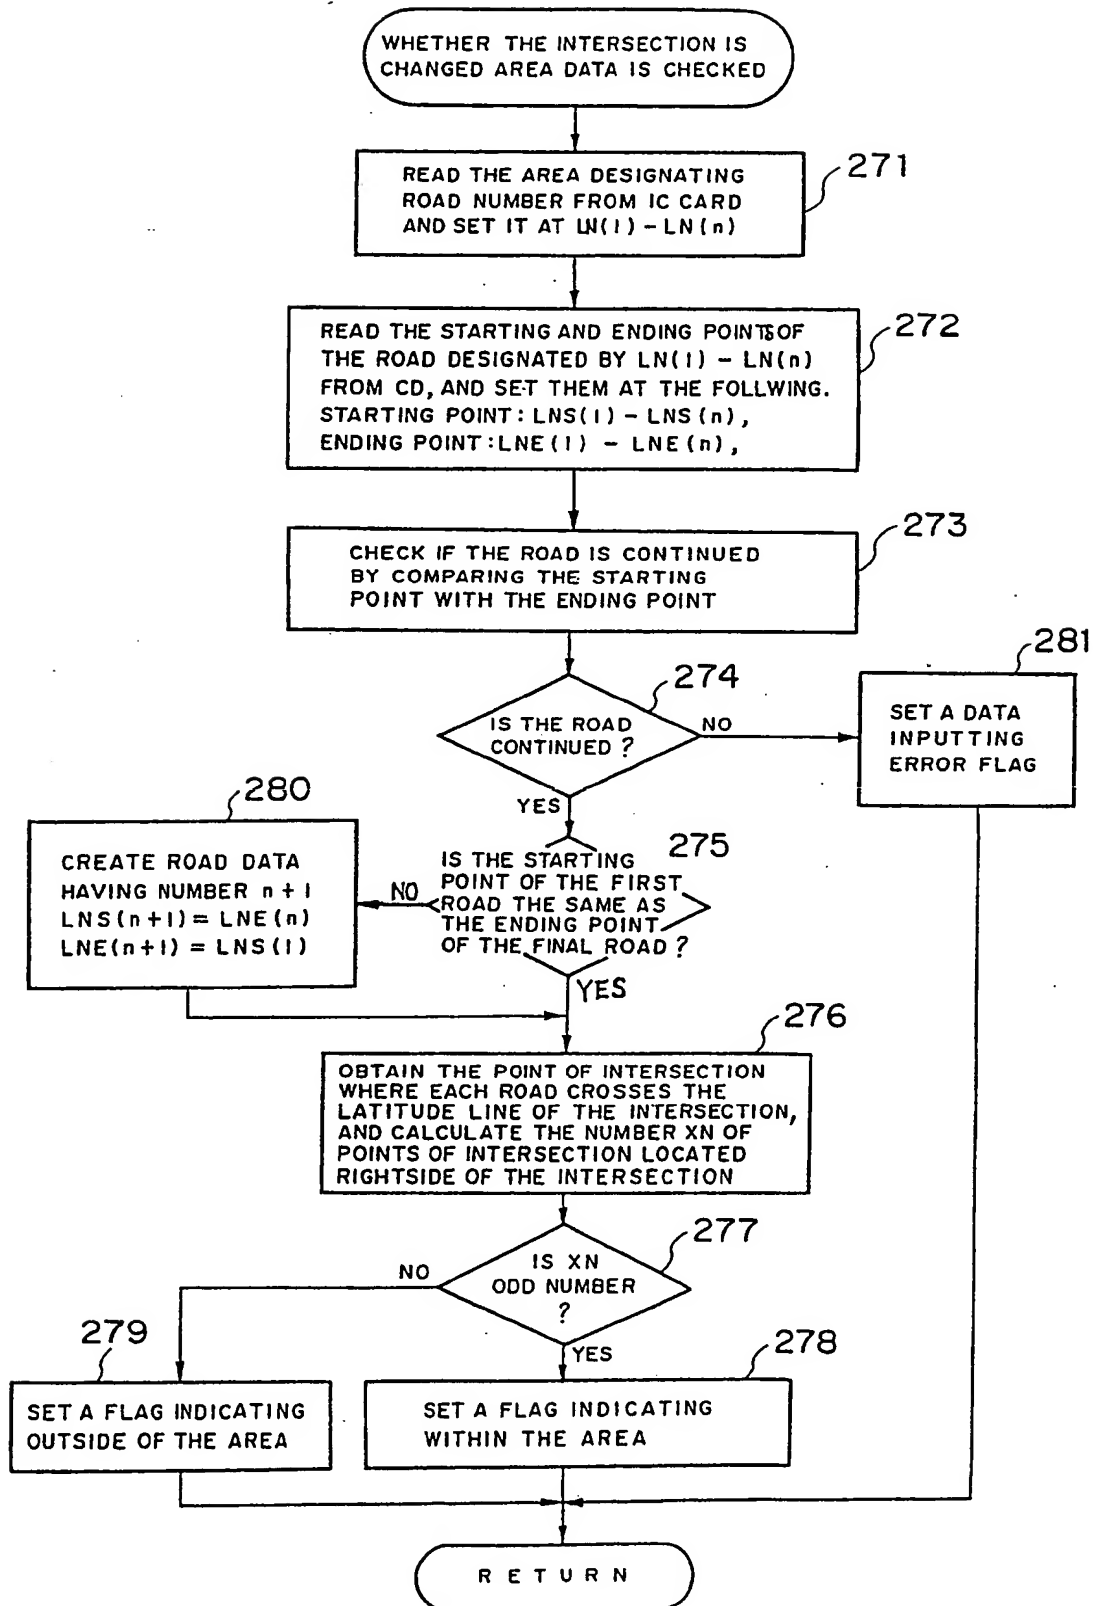 WHETHER THE INTERSECTION IS
CHANGED AREA DATA IS CHECKED
271
READ THE AREA DESIGNATING
ROAD NUMBER FROM IC CARD
AND SET IT AT LN(1) - LN(n)
272
READ THE STARTING AND ENDING POINTS OF
THE ROAD DESIGNATED BY LN(1) - LN(n)
FROM CD, AND SET THEM AT THE FOLLWING.
STARTING POINT: LNS(1) - LNS(n),
ENDING POINT: LNE(1) - LNE(n),
273
CHECK IF THE ROAD IS CONTINUED
BY COMPARING THE STARTING
POINT WITH THE ENDING POINT
274
IS THE ROAD
CONTINUED ?
NO
YES
281
SET A DATA
INPUTTING
ERROR FLAG
280
CREATE ROAD DATA
HAVING NUMBER n+1
LNS(n+1) = LNE(n)
LNE(n+1) = LNS(1)
275
IS THE STARTING
POINT OF THE FIRST
ROAD THE SAME AS
THE ENDING POINT
OF THE FINAL ROAD ?
NO
YES
276
OBTAIN THE POINT OF INTERSECTION
WHERE EACH ROAD CROSSES THE
LATITUDE LINE OF THE INTERSECTION,
AND CALCULATE THE NUMBER XN OF
POINTS OF INTERSECTION LOCATED
RIGHTSIDE OF THE INTERSECTION
277
IS XN
ODD NUMBER
?
NO
YES
279
SET A FLAG INDICATING
OUTSIDE OF THE AREA
278
SET A FLAG INDICATING
WITHIN THE AREA
RETURN